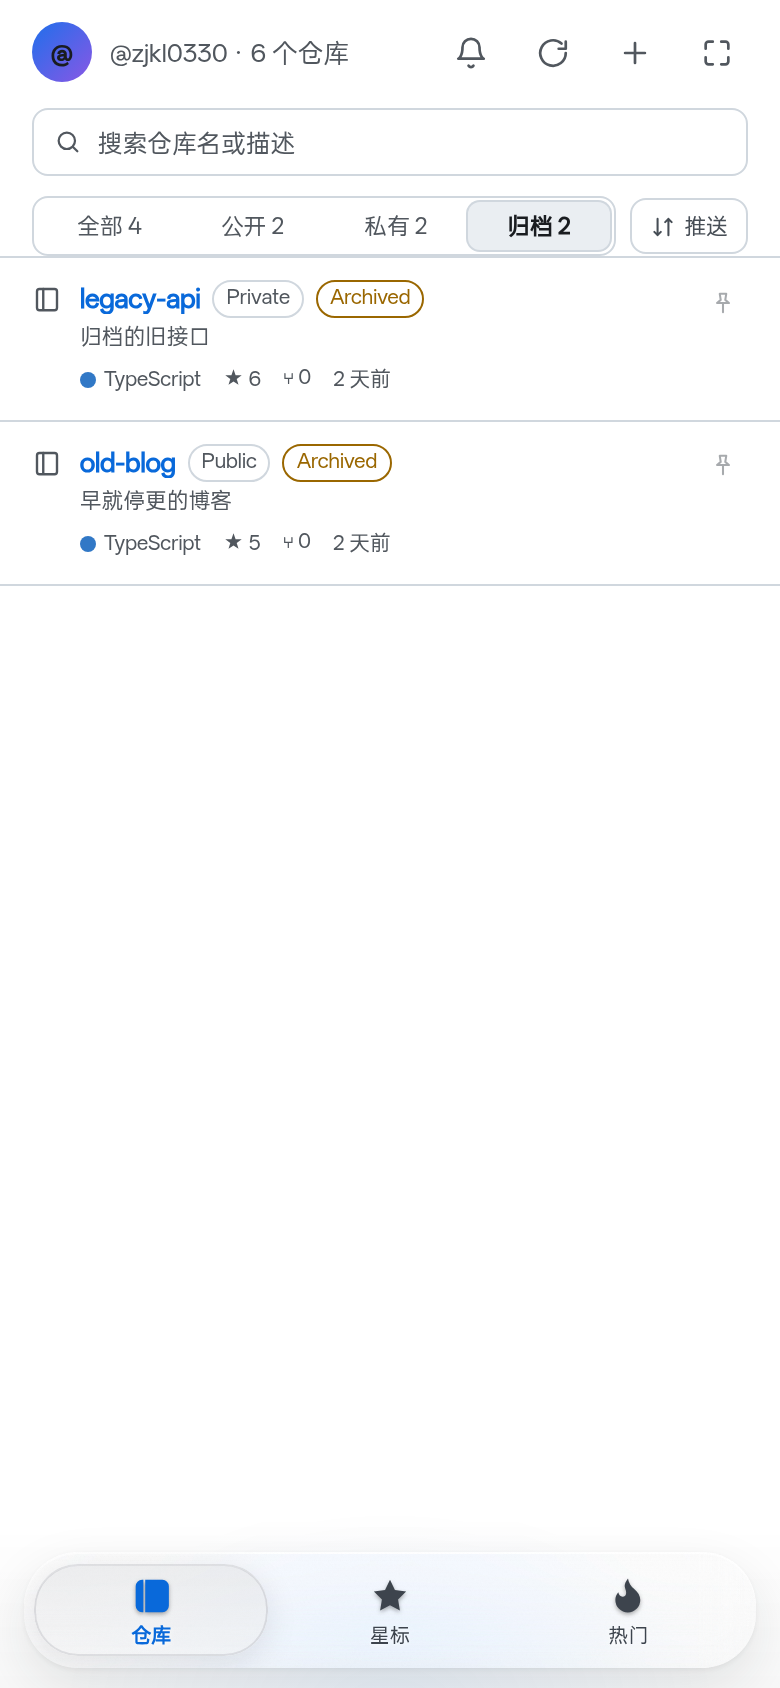 @ @zjkl0330 · 6 个仓库
搜索仓库名或描述
全部 4 公开 2 私有 2 归档 2 推送
legacy-api Private Archived
归档的旧接口
TypeScript ★ 6 0 2 天前
old-blog Public Archived
早就停更的博客
TypeScript ★ 5 0 2 天前
仓库 星标 热门